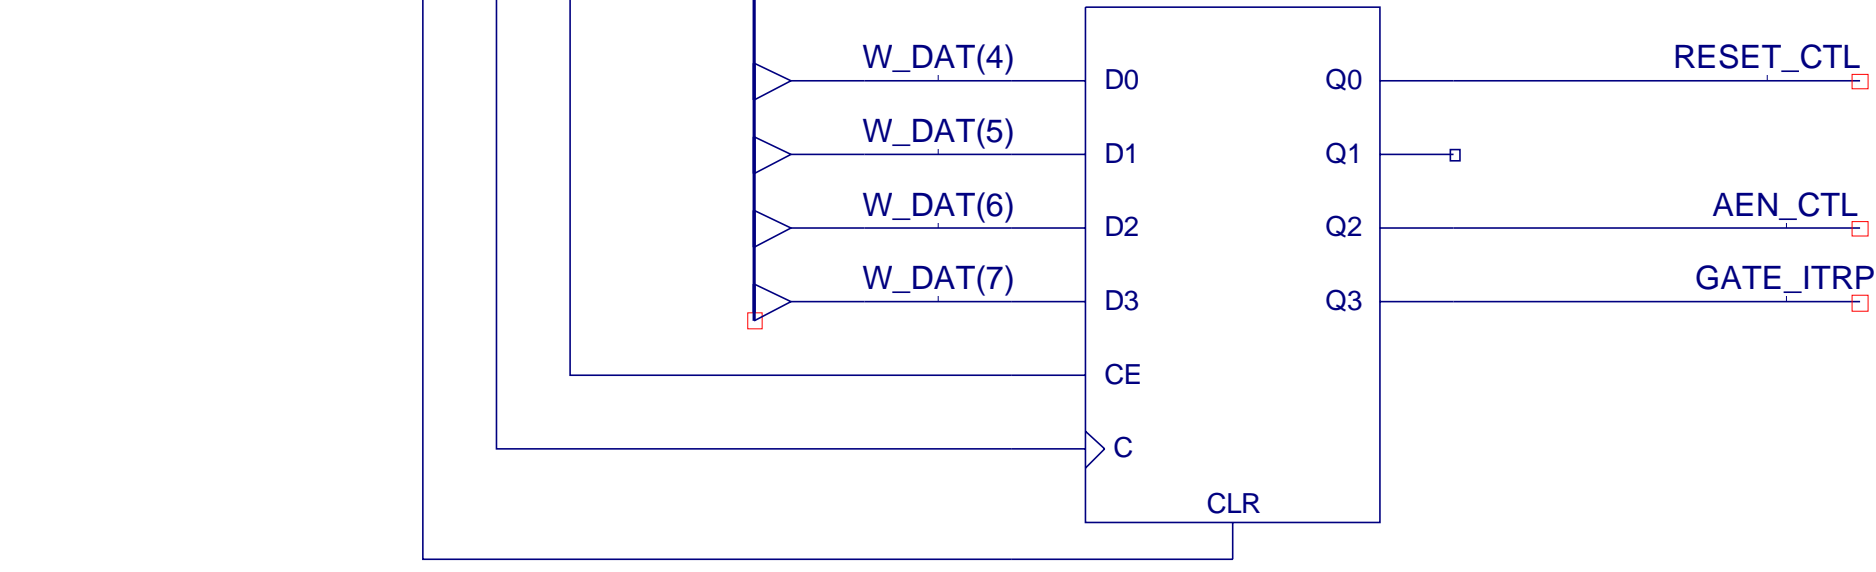 W_DAT(4) RESET_CTL
D0 Q0
W_DAT(5)
D1 Q1
W_DAT(6) AEN_CTL
D2 Q2
W_DAT(7) GATE_ITRP
D3 Q3
CE
C
CLR